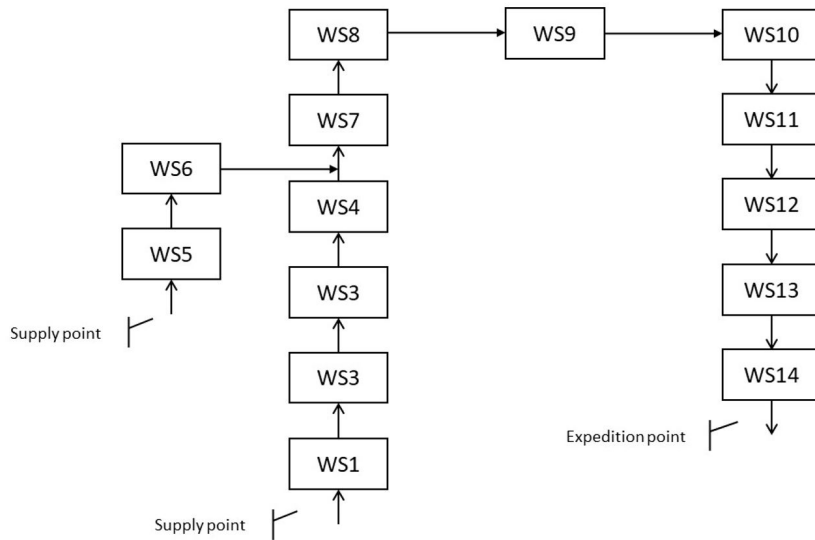 WS8
WS9
WS10
WS7
WS11
WS6
WS4
WS12
WS5
WS3
WS13
Supply point
WS3
WS14
Expedition point
WS1
Supply point